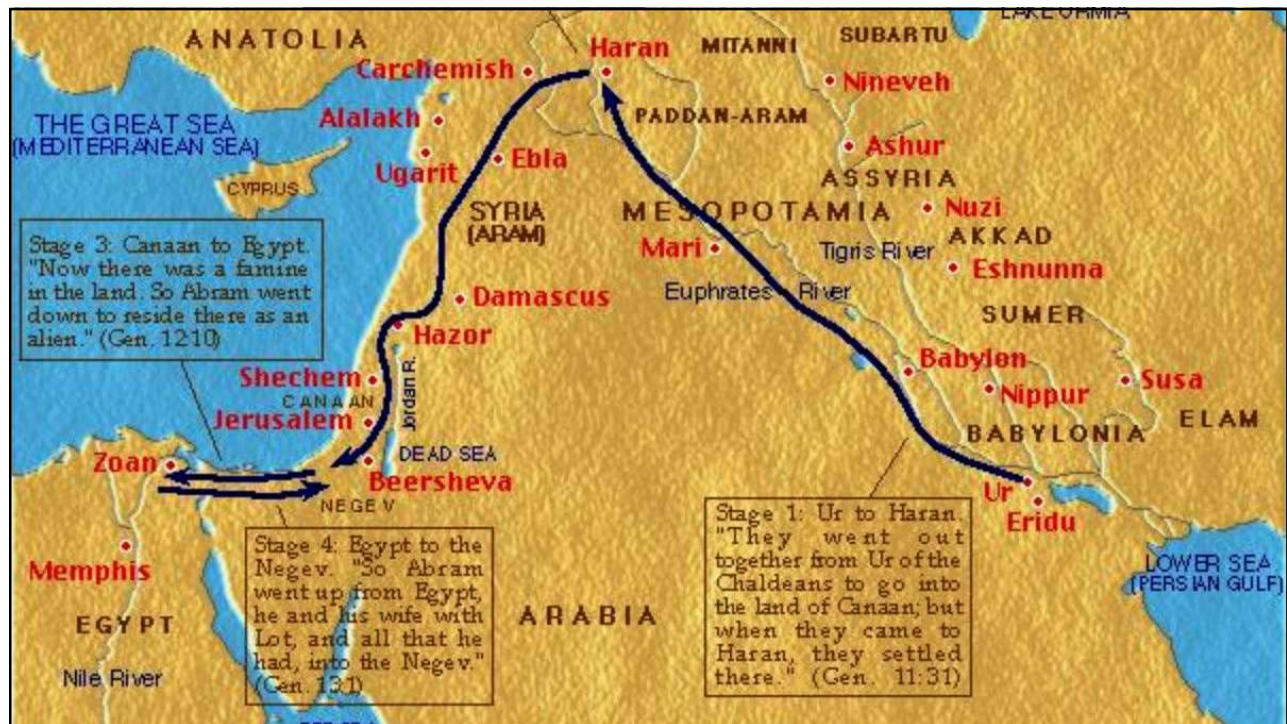 LAKE URMIA
ANATOLIA
Haran
MITANNI
SUBARTU
Carchemish
Nineveh
PADDAN-ARAM
Alalakh
THE GREAT SEA
(MEDITERRANEAN SEA)
Ashur
Ugarit
Ebla
ASSYRIA
CYPRUS
SYRIA
(ARAM)
MESOPOTAMIA
Nuzi
AKKAD
Mari
Tigris River
Eshnunna
Stage 3: Canaan to Egypt.
"Now there was a famine
in the land. So Abram went
down to reside there as an
alien." (Gen. 12:10)
Euphrates River
Damascus
SUMER
Hazor
Babylon
Shechem
Nippur
Susa
CANAAN
Jordan R.
Jerusalem
ELAM
BABYLONIA
DEAD SEA
Zoan
Beersheva
NEGEV
Ur
Eridu
Stage 1: Ur to Haran.
"They went out
together from Ur of the
Chaldeans to go into
the land of Canaan; but
when they came to
Haran, they settled
there." (Gen. 11:31)
Stage 4: Egypt to the
Negev. "So Abram
went up from Egypt,
he and his wife with
Lot, and all that he
had, into the Negev."
(Gen. 13:1)
Memphis
LOWER SEA
(PERSIAN GULF)
EGYPT
ARABIA
Nile River